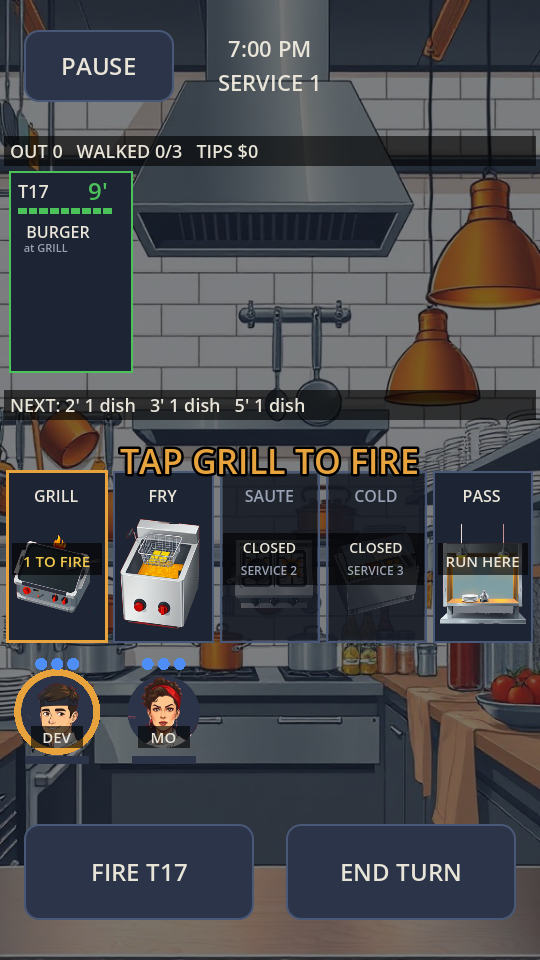 PAUSE
7:00 PM
SERVICE 1
OUT 0 WALKED 0/3 TIPS $0
T17 9'
BURGER
at GRILL
NEXT: 2' 1 dish 3' 1 dish 5' 1 dish
TAP GRILL TO FIRE
GRILL
1 TO FIRE
FRY
SAUTE
CLOSED
SERVICE 2
COLD
CLOSED
SERVICE 3
PASS
RUN HERE
DEV
MO
FIRE T17
END TURN